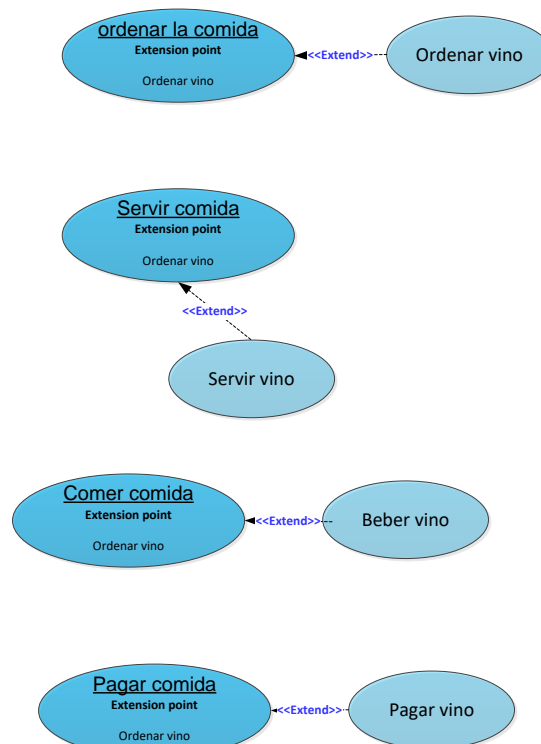 ordenar la comida
Extension point
Ordenar vino
<<Extend>>
Ordenar vino
Servir comida
Extension point
Ordenar vino
<<Extend>>
Servir vino
Comer comida
Extension point
Ordenar vino
<<Extend>>
Beber vino
Pagar comida
Extension point
Ordenar vino
<<Extend>>
Pagar vino